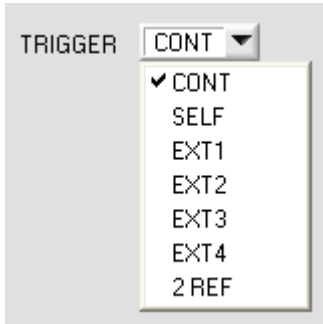 TRIGGER CONT
CONT
SELF
EXT1
EXT2
EXT3
EXT4
2 REF